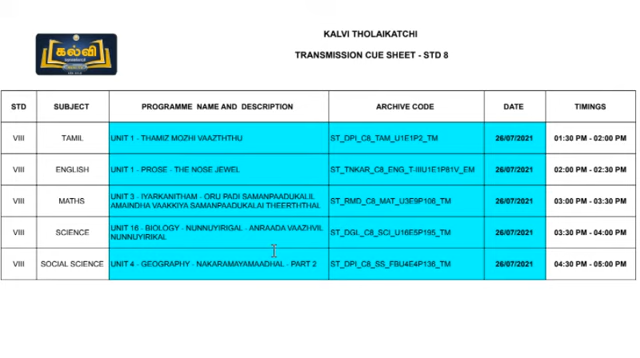 கல்வி
KALVI THOLAIKATCHI
TRANSMISSION CUE SHEET - STD 8
STD SUBJECT PROGRAMME NAME AND DESCRIPTION ARCHIVE CODE DATE TIMINGS
VIII TAMIL UNIT 1 - THAMIZ MOZHI VAAZHTHTHU ST_DPI_C8_TAM_U1E1P2_TM 26/07/2021 01:30 PM - 02:00 PM
VIII ENGLISH UNIT 1 - PROSE - THE NOSE JEWEL ST_TNKAR_C8_ENG_T-IIIU1E1P81V_EM 26/07/2021 02:00 PM - 02:30 PM
VIII MATHS UNIT 3 - IYARKANITHAM - ORU PADI SAMANPAADUKALIL ST_RMD_C8_MAT_U3E9P106_TM 26/07/2021 03:00 PM - 03:30 PM
AMAINDHA VAAKKIYA SAMANPAADUKALAI THEERTHTHAL
VIII SCIENCE UNIT 16 - BIOLOGY - NUNNUYIRIGAL - ANRAADA VAAZHVIL ST_DGL_C8_SCI_U16E5P195_TM 26/07/2021 03:30 PM - 04:00 PM
NUNNUYIRIKAL
VIII SOCIAL SCIENCE UNIT 4 - GEOGRAPHY - NAKARAMAYAMAADHAL - PART 2 ST_DPI_C8_SS_FBU4E4P136_TM 26/07/2021 04:30 PM - 05:00 PM